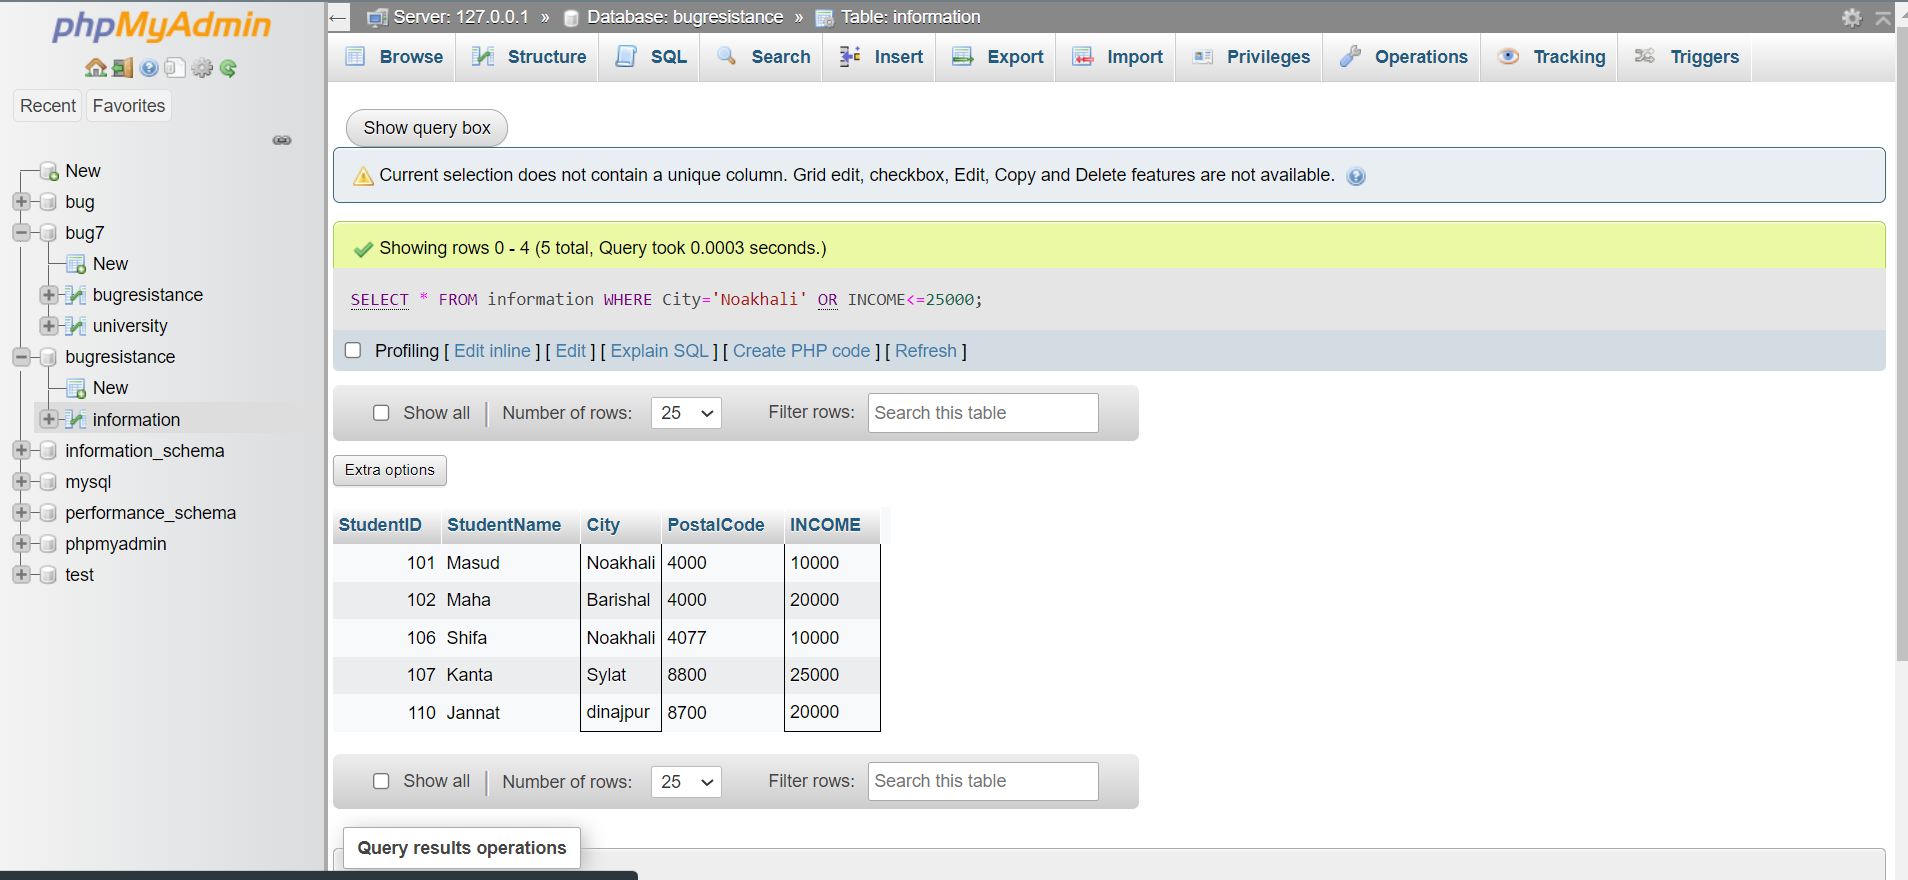 phpMyAdmin
Recent Favorites
New
bug
bug7
New
bugresistance
university
bugresistance
New
information
information_schema
mysql
performance_schema
phpmyadmin
test
Server: 127.0.0.1 » Database: bugresistance » Table: information
Browse Structure SQL Search Insert Export Import Privileges Operations Tracking Triggers
Show query box
Current selection does not contain a unique column. Grid edit, checkbox, Edit, Copy and Delete features are not available.
Showing rows 0 - 4 (5 total, Query took 0.0003 seconds.)
SELECT * FROM information WHERE City='Noakhali' OR INCOME<=25000;
Profiling [ Edit inline ] [ Edit ] [ Explain SQL ] [ Create PHP code ] [ Refresh ]
Show all Number of rows: 25 Filter rows: Search this table
Extra options
StudentID StudentName City PostalCode INCOME
101 Masud Noakhali 4000 10000
102 Maha Barishal 4000 20000
106 Shifa Noakhali 4077 10000
107 Kanta Sylat 8800 25000
110 Jannat dinajpur 8700 20000
Show all Number of rows: 25 Filter rows: Search this table
Query results operations